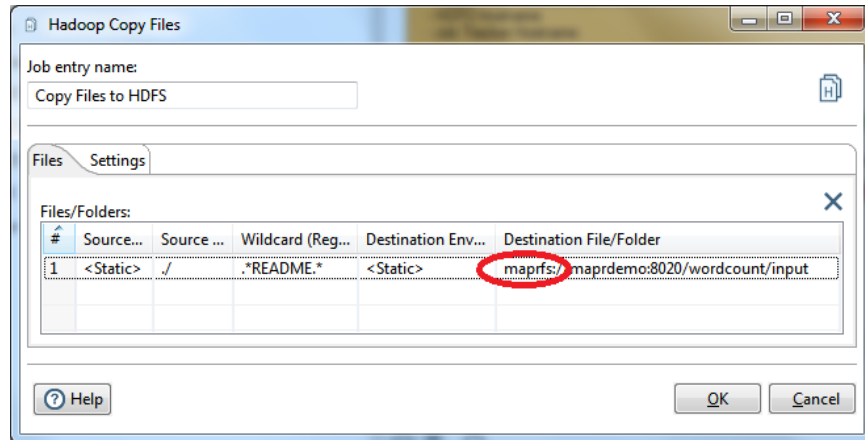 Hadoop Copy Files
Job entry name:
Copy Files to HDFS
Files Settings
Files/Folders:
# Source... Source ... Wildcard (Reg... Destination Env... Destination File/Folder
1 <Static> ./ .*README.* <Static> maprfs://maprdemo:8020/wordcount/input
Help OK Cancel